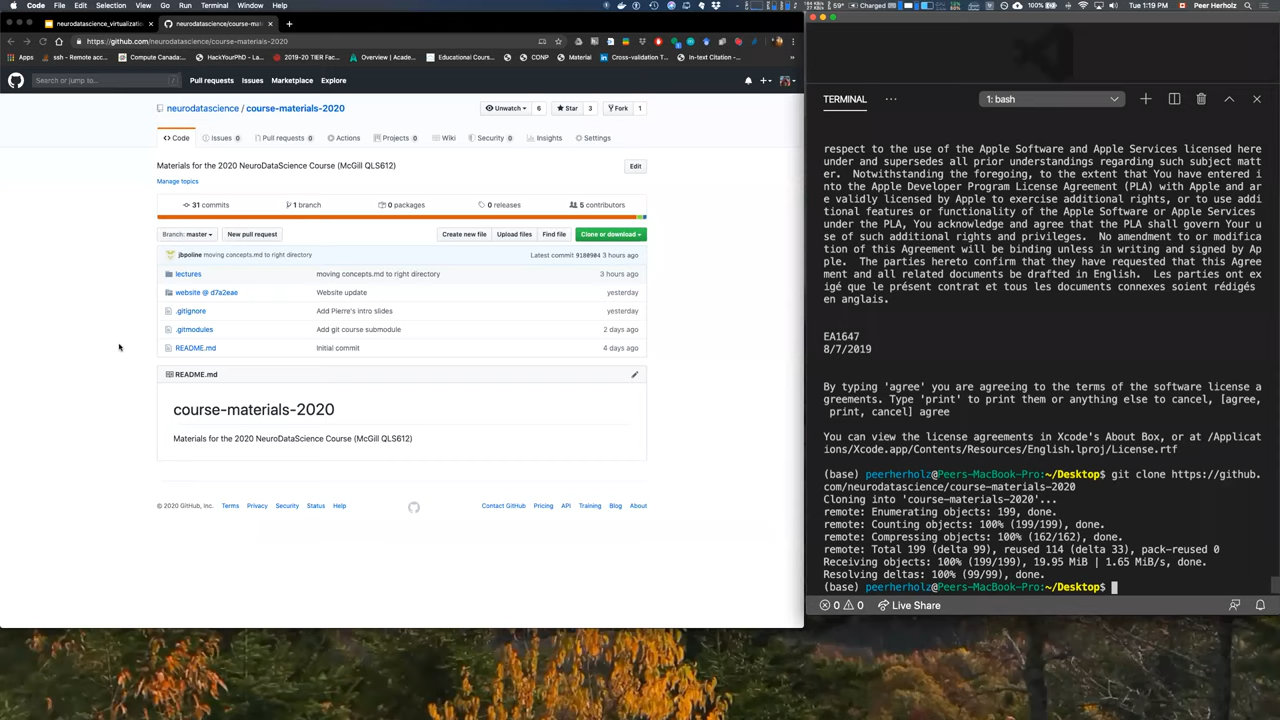 Code File Edit Selection View Go Run Terminal Window Help
184 KB/s 27 KB/s 59° Charged 100% Tue 1:19 PM Peer Herholz
neurodatascience_virtualizatio × neurodatascience/course-mat × +
https://github.com/neurodatascience/course-materials-2020
Apps ssh - Remote acc... Compute Canada:... HackYourPhD - La... 2019-20 TIER Fac... Overview | Acade... Educational Cours... CONP Material Cross-validation T... In-text Citation -...
Search or jump to... / Pull requests Issues Marketplace Explore
neurodatascience / course-materials-2020
Unwatch 6 Star 3 Fork 1
Code Issues 0 Pull requests 0 Actions Projects 0 Wiki Security 0 Insights Settings
Materials for the 2020 NeuroDataScience Course (McGill QLS612) Edit
Manage topics
31 commits 1 branch 0 packages 0 releases 5 contributors
Branch: master New pull request Create new file Upload files Find file Clone or download
jbpoline moving concepts.md to right directory Latest commit 9180984 3 hours ago
lectures moving concepts.md to right directory 3 hours ago
website @ d7a2eae Website update yesterday
.gitignore Add Pierre's intro slides yesterday
.gitmodules Add git course submodule 2 days ago
README.md Initial commit 4 days ago
README.md
course-materials-2020
Materials for the 2020 NeuroDataScience Course (McGill QLS612)
© 2020 GitHub, Inc. Terms Privacy Security Status Help Contact GitHub Pricing API Training Blog About
TERMINAL ··· 1: bash
respect to the use of the Apple Software and Apple Services licensed here
under and supersedes all prior understandings regarding such subject matt
er.  Notwithstanding the foregoing, to the extent that You have entered i
nto the Apple Developer Program License Agreement (PLA) with Apple and ar
e validly licensed by Apple to exercise additional rights, or to use addi
tional features or functionality of the Apple Software or Apple Services
under the PLA, You acknowledge and agree that the PLA shall govern Your u
se of such additional rights and privileges.  No amendment to or modifica
tion of this Agreement will be binding unless in writing and signed by Ap
ple.  The parties hereto confirm that they have requested that this Agree
ment and all related documents be drafted in English.  Les parties ont ex
igé que le présent contrat et tous les documents connexes soient rédigés
en anglais.
EA1647
8/7/2019
By typing 'agree' you are agreeing to the terms of the software license a
greements. Type 'print' to print them or anything else to cancel, [agree,
print, cancel] agree
You can view the license agreements in Xcode's About Box, or at /Applicat
ions/Xcode.app/Contents/Resources/English.lproj/License.rtf
(base) peerherholz@Peers-MacBook-Pro:~/Desktop$ git clone https://github.
com/neurodatascience/course-materials-2020
Cloning into 'course-materials-2020'...
remote: Enumerating objects: 199, done.
remote: Counting objects: 100% (199/199), done.
remote: Compressing objects: 100% (162/162), done.
remote: Total 199 (delta 99), reused 114 (delta 33), pack-reused 0
Receiving objects: 100% (199/199), 19.95 MiB | 1.65 MiB/s, done.
Resolving deltas: 100% (99/99), done.
(base) peerherholz@Peers-MacBook-Pro:~/Desktop$
0 0 Live Share